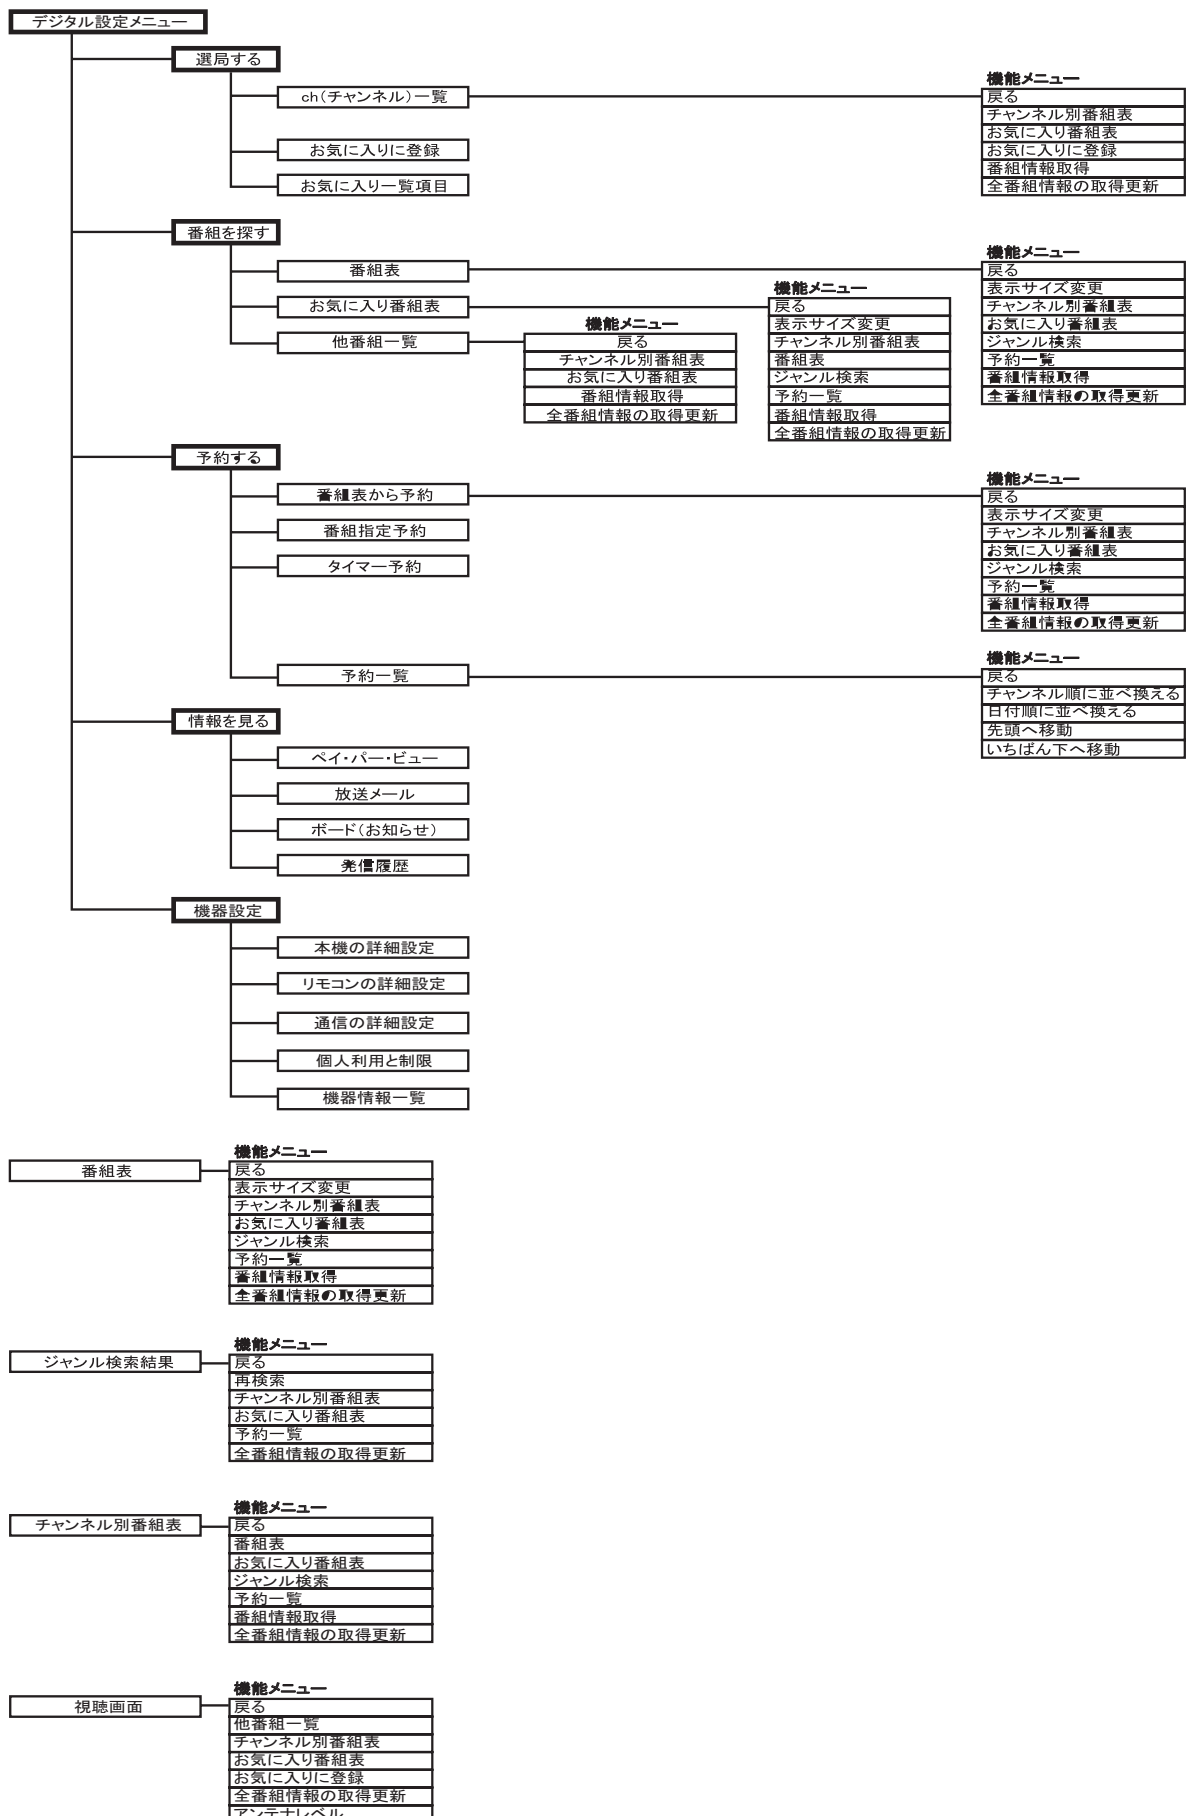 デジタル設定メニュー
選局する
ch（チャンネル）一覧
機能メニュー
戻る
チャンネル別番組表
お気に入り番組表
お気に入りに登録
番組情報取得
全番組情報の取得更新
お気に入りに登録
お気に入り一覧項目
番組を探す
番組表
機能メニュー
戻る
表示サイズ変更
チャンネル別番組表
お気に入り番組表
ジャンル検索
予約一覧
番組情報取得
全番組情報の取得更新
お気に入り番組表
機能メニュー
戻る
表示サイズ変更
チャンネル別番組表
番組表
ジャンル検索
予約一覧
番組情報取得
全番組情報の取得更新
他番組一覧
機能メニュー
戻る
チャンネル別番組表
お気に入り番組表
番組情報取得
全番組情報の取得更新
予約する
番組表から予約
機能メニュー
戻る
表示サイズ変更
チャンネル別番組表
お気に入り番組表
ジャンル検索
予約一覧
番組情報取得
全番組情報の取得更新
番組指定予約
タイマー予約
予約一覧
機能メニュー
戻る
チャンネル順に並べ換える
日付順に並べ換える
先頭へ移動
いちばん下へ移動
情報を見る
ペイ・パー・ビュー
放送メール
ボード（お知らせ）
発信履歴
機器設定
本機の詳細設定
リモコンの詳細設定
通信の詳細設定
個人利用と制限
機器情報一覧
番組表
機能メニュー
戻る
表示サイズ変更
チャンネル別番組表
お気に入り番組表
ジャンル検索
予約一覧
番組情報取得
全番組情報の取得更新
ジャンル検索結果
機能メニュー
戻る
再検索
チャンネル別番組表
お気に入り番組表
予約一覧
全番組情報の取得更新
チャンネル別番組表
機能メニュー
戻る
番組表
お気に入り番組表
ジャンル検索
予約一覧
番組情報取得
全番組情報の取得更新
視聴画面
機能メニュー
戻る
他番組一覧
チャンネル別番組表
お気に入り番組表
お気に入りに登録
全番組情報の取得更新
アンテナレベル